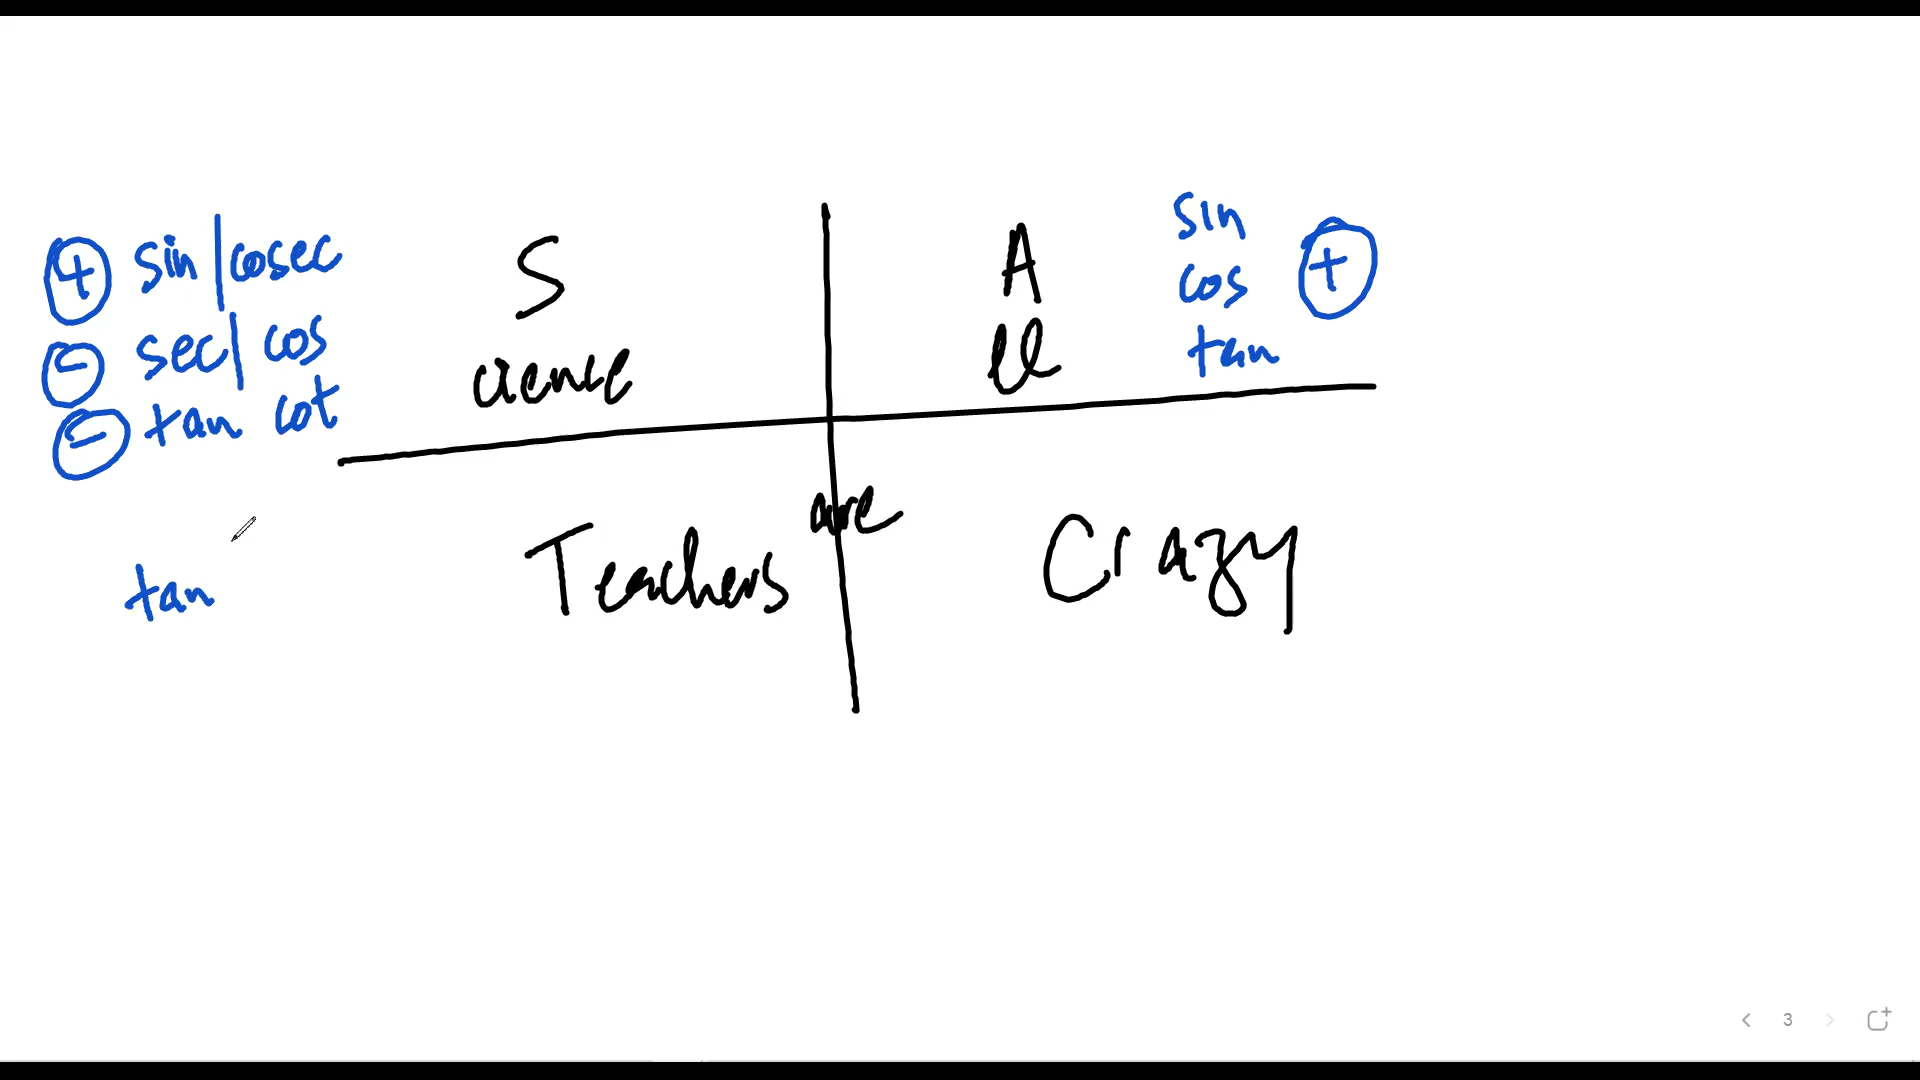 + sin | cosec
- sec | cos
- tan cot
S
cience
A
ll
sin
cos
tan
+
are
Teachers
Crazy
tan
3